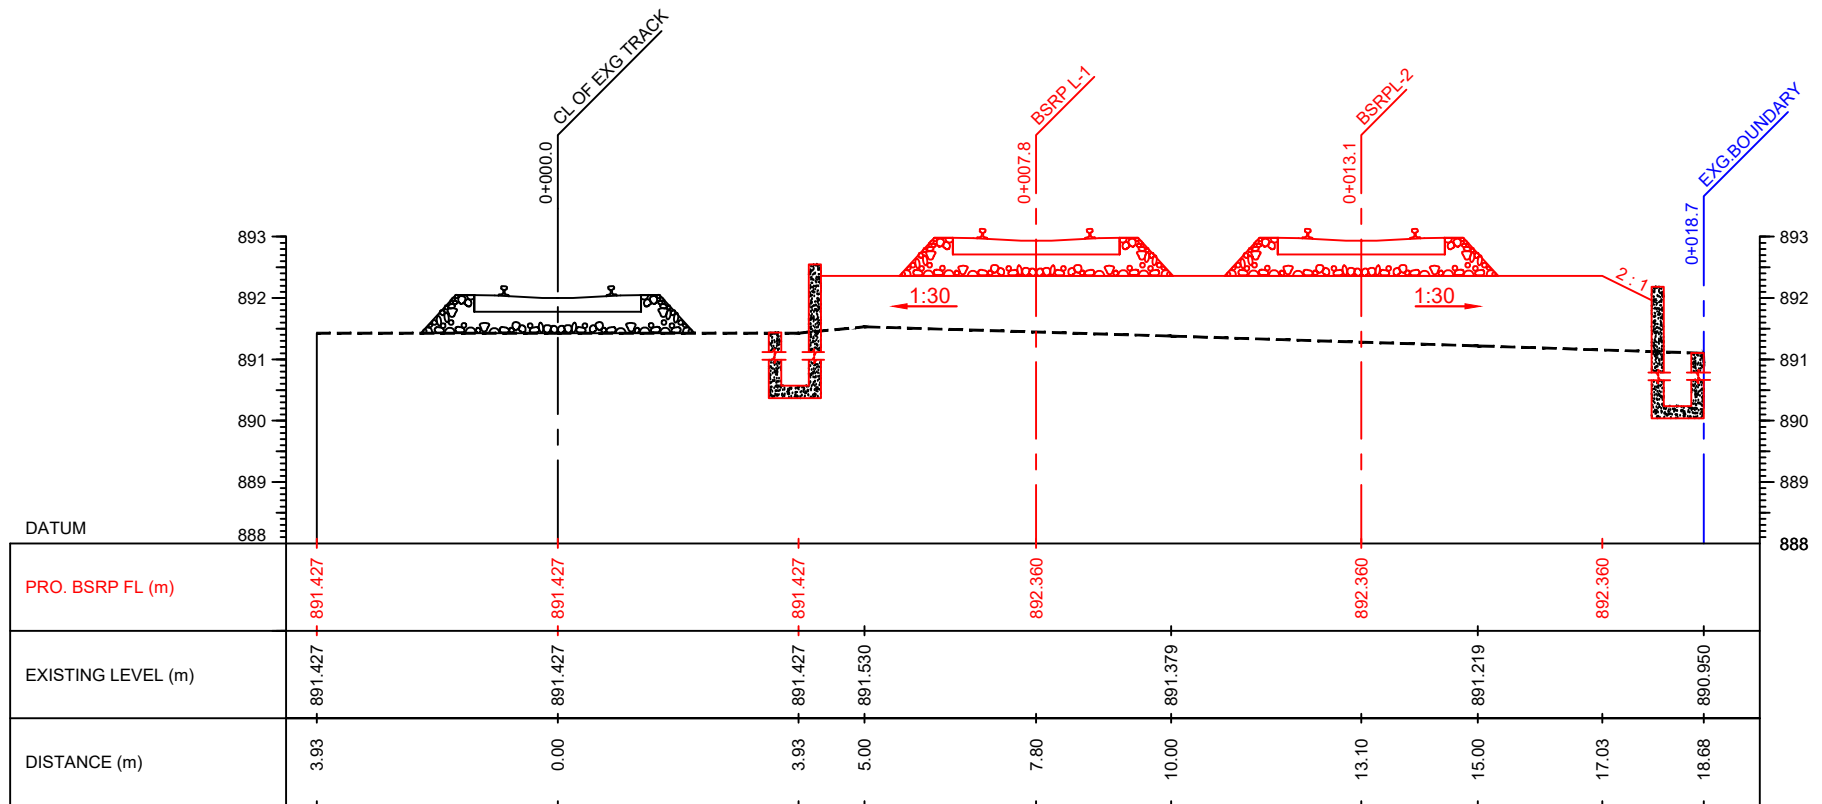 CL OF EXG TRACK
0+000.0
BSRP L-1
0+007.8
BSRPL-2
0+013.1
EXG.BOUNDARY
0+018.7
893
892
891
890
889
888
893
892
891
890
889
888
1:30
1:30
2 : 1
DATUM
PRO. BSRP FL (m)
891.427 891.427 891.427 892.360 892.360 892.360
EXISTING LEVEL (m)
891.427 891.427 891.427 891.530 891.379 891.219 890.950
DISTANCE (m)
3.93 0.00 3.93 5.00 7.80 10.00 13.10 15.00 17.03 18.68